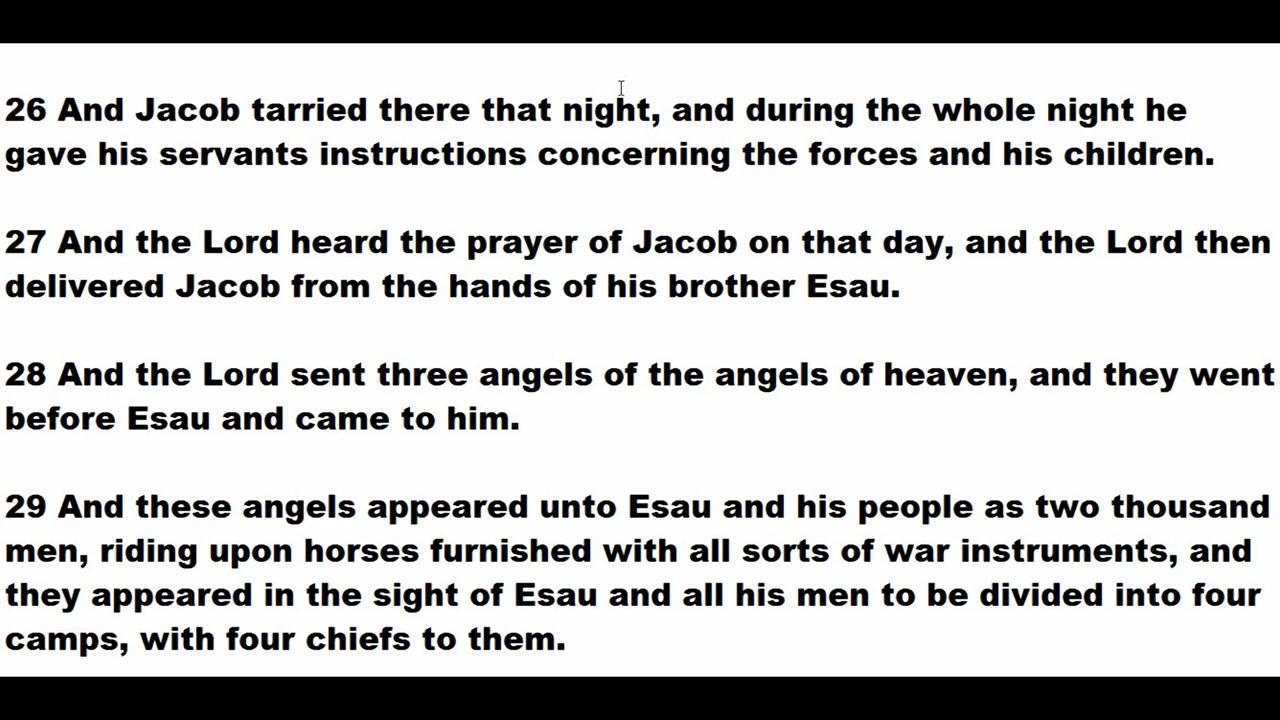 26 And Jacob tarried there that night, and during the whole night he
gave his servants instructions concerning the forces and his children.
27 And the Lord heard the prayer of Jacob on that day, and the Lord then
delivered Jacob from the hands of his brother Esau.
28 And the Lord sent three angels of the angels of heaven, and they went
before Esau and came to him.
29 And these angels appeared unto Esau and his people as two thousand
men, riding upon horses furnished with all sorts of war instruments, and
they appeared in the sight of Esau and all his men to be divided into four
camps, with four chiefs to them.